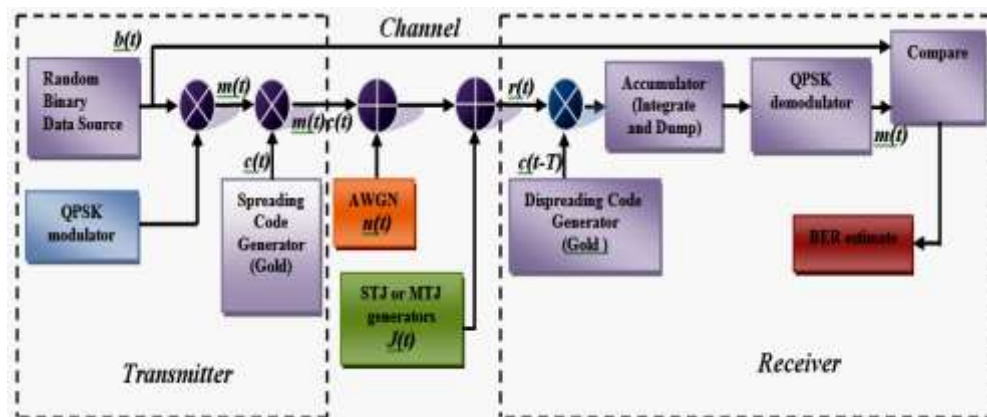 Channel
b(t)
Random
Binary
Data Source
m(t)
m(t)c(t)
c(t)
QPSK
modulator
Spreading
Code
Generator
(Gold)
Transmitter
AWGN
n(t)
STJ or MTJ
generators
J(t)
r(t)
c(t-T)
Accumulator
(Integrate
and Dump)
QPSK
demodulator
m(t)
Compare
Dispreading Code
Generator
(Gold )
BER estimate
Receiver